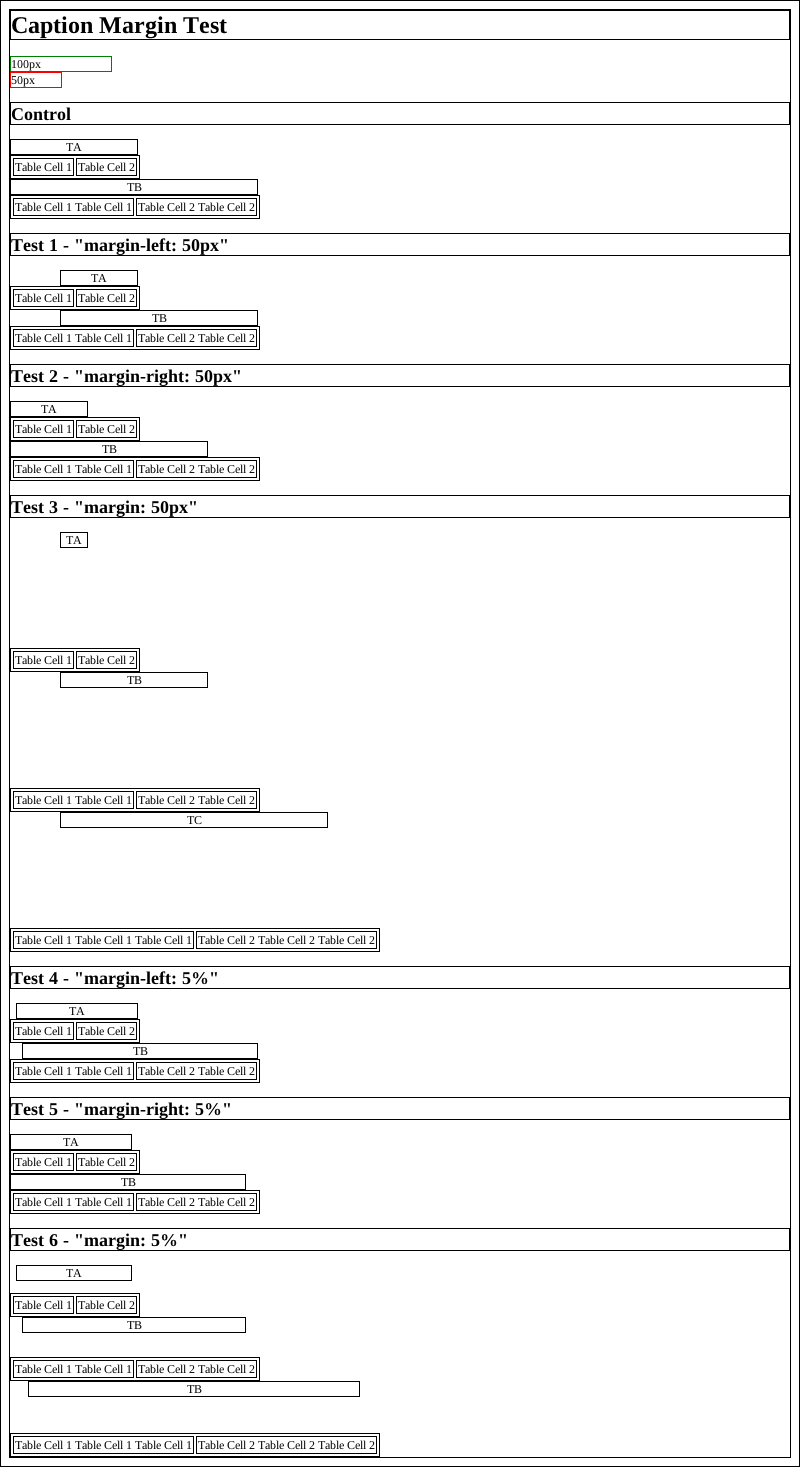 Caption Margin Test
100px
50px
Control
TA
Table Cell 1 Table Cell 2
TB
Table Cell 1 Table Cell 1 Table Cell 2 Table Cell 2
Test 1 - "margin-left: 50px"
TA
Table Cell 1 Table Cell 2
TB
Table Cell 1 Table Cell 1 Table Cell 2 Table Cell 2
Test 2 - "margin-right: 50px"
TA
Table Cell 1 Table Cell 2
TB
Table Cell 1 Table Cell 1 Table Cell 2 Table Cell 2
Test 3 - "margin: 50px"
TA
Table Cell 1 Table Cell 2
TB
Table Cell 1 Table Cell 1 Table Cell 2 Table Cell 2
TC
Table Cell 1 Table Cell 1 Table Cell 1 Table Cell 2 Table Cell 2 Table Cell 2
Test 4 - "margin-left: 5%"
TA
Table Cell 1 Table Cell 2
TB
Table Cell 1 Table Cell 1 Table Cell 2 Table Cell 2
Test 5 - "margin-right: 5%"
TA
Table Cell 1 Table Cell 2
TB
Table Cell 1 Table Cell 1 Table Cell 2 Table Cell 2
Test 6 - "margin: 5%"
TA
Table Cell 1 Table Cell 2
TB
Table Cell 1 Table Cell 1 Table Cell 2 Table Cell 2
TB
Table Cell 1 Table Cell 1 Table Cell 1 Table Cell 2 Table Cell 2 Table Cell 2